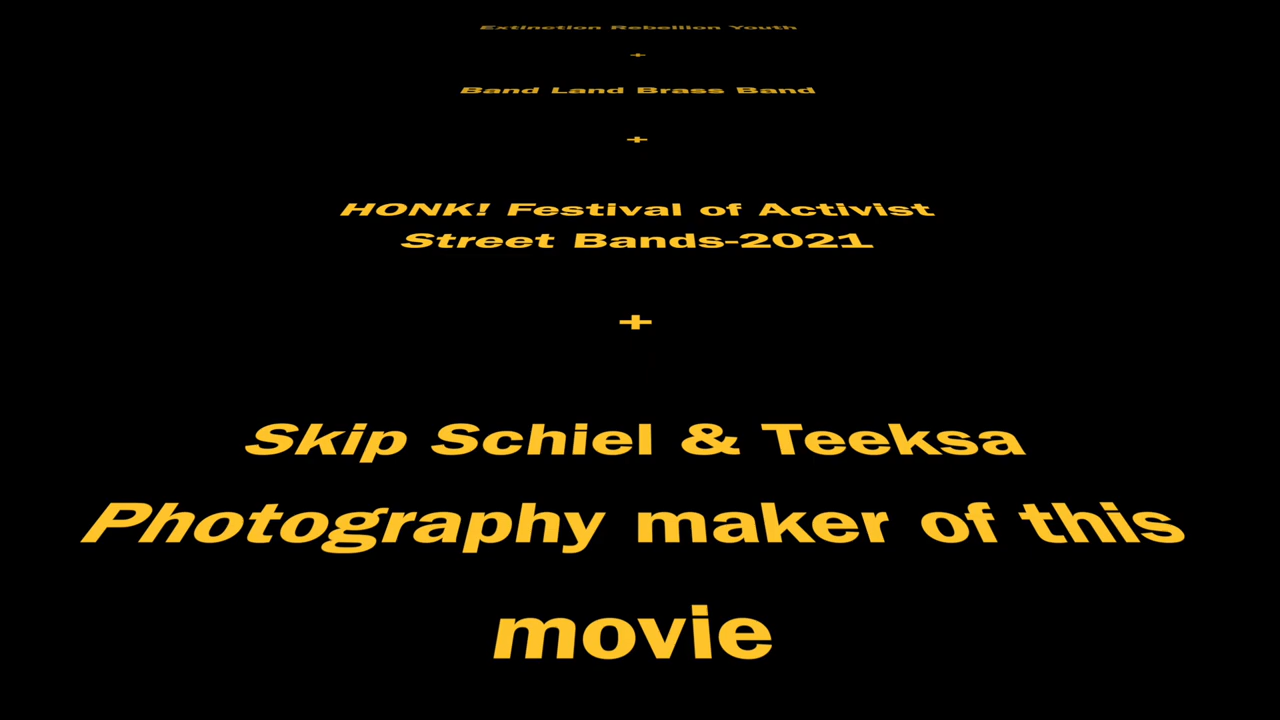 Extinction Rebellion Youth
+
Band Land Brass Band
+
HONK! Festival of Activist
Street Bands-2021
+
Skip Schiel & Teeksa
Photography maker of this
movie